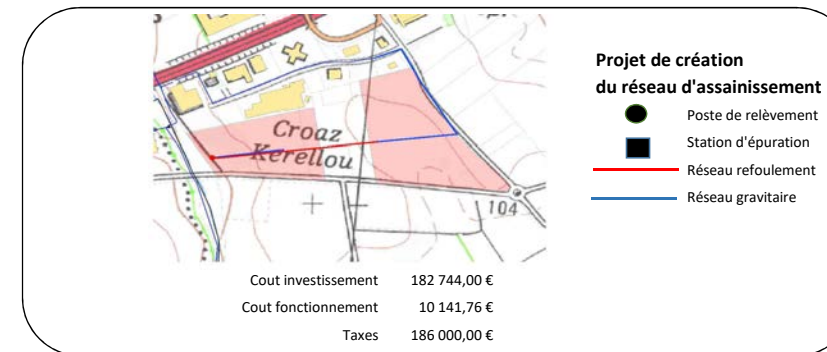 Croaz
Kerellou
104
Projet de création
du réseau d'assainissement
Poste de relèvement
Station d'épuration
Réseau refoulement
Réseau gravitaire
Cout investissement 182 744,00 €
Cout fonctionnement 10 141,76 €
Taxes 186 000,00 €